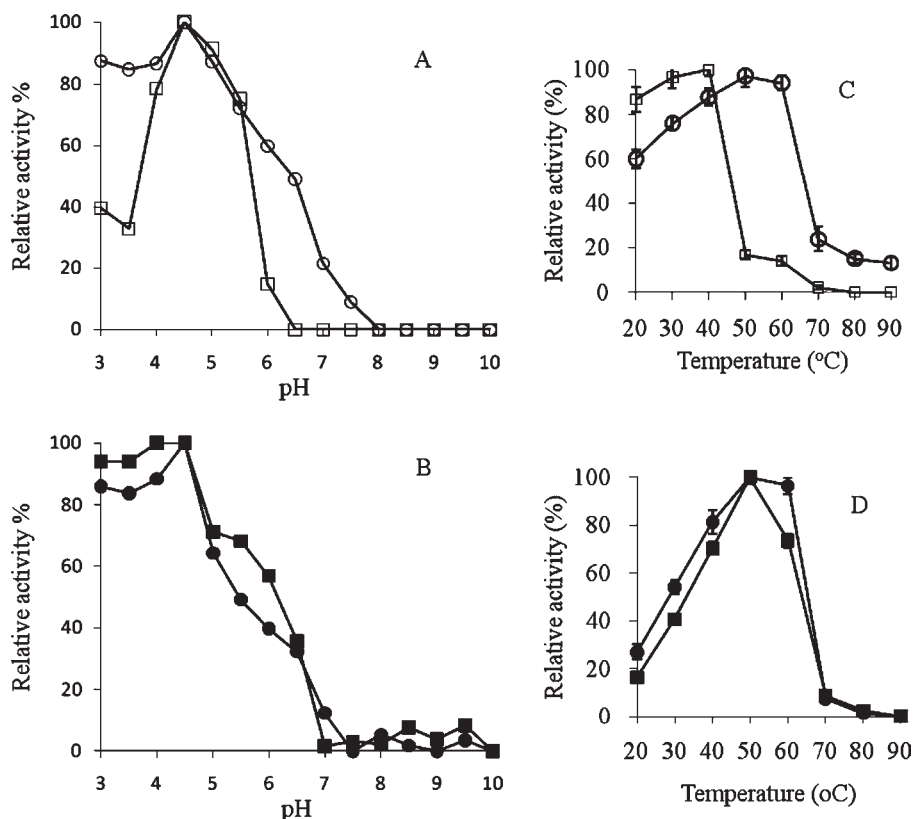 A
Relative activity %
100
80
60
40
20
0
3 4 5 6 7 8 9 10
pH
C
Relative activity (%)
100
80
60
40
20
0
20 30 40 50 60 70 80 90
Temperature (°C)
B
Relative activity %
100
80
60
40
20
0
3 4 5 6 7 8 9 10
pH
D
Relative activity (%)
100
80
60
40
20
0
20 30 40 50 60 70 80 90
Temperature (oC)